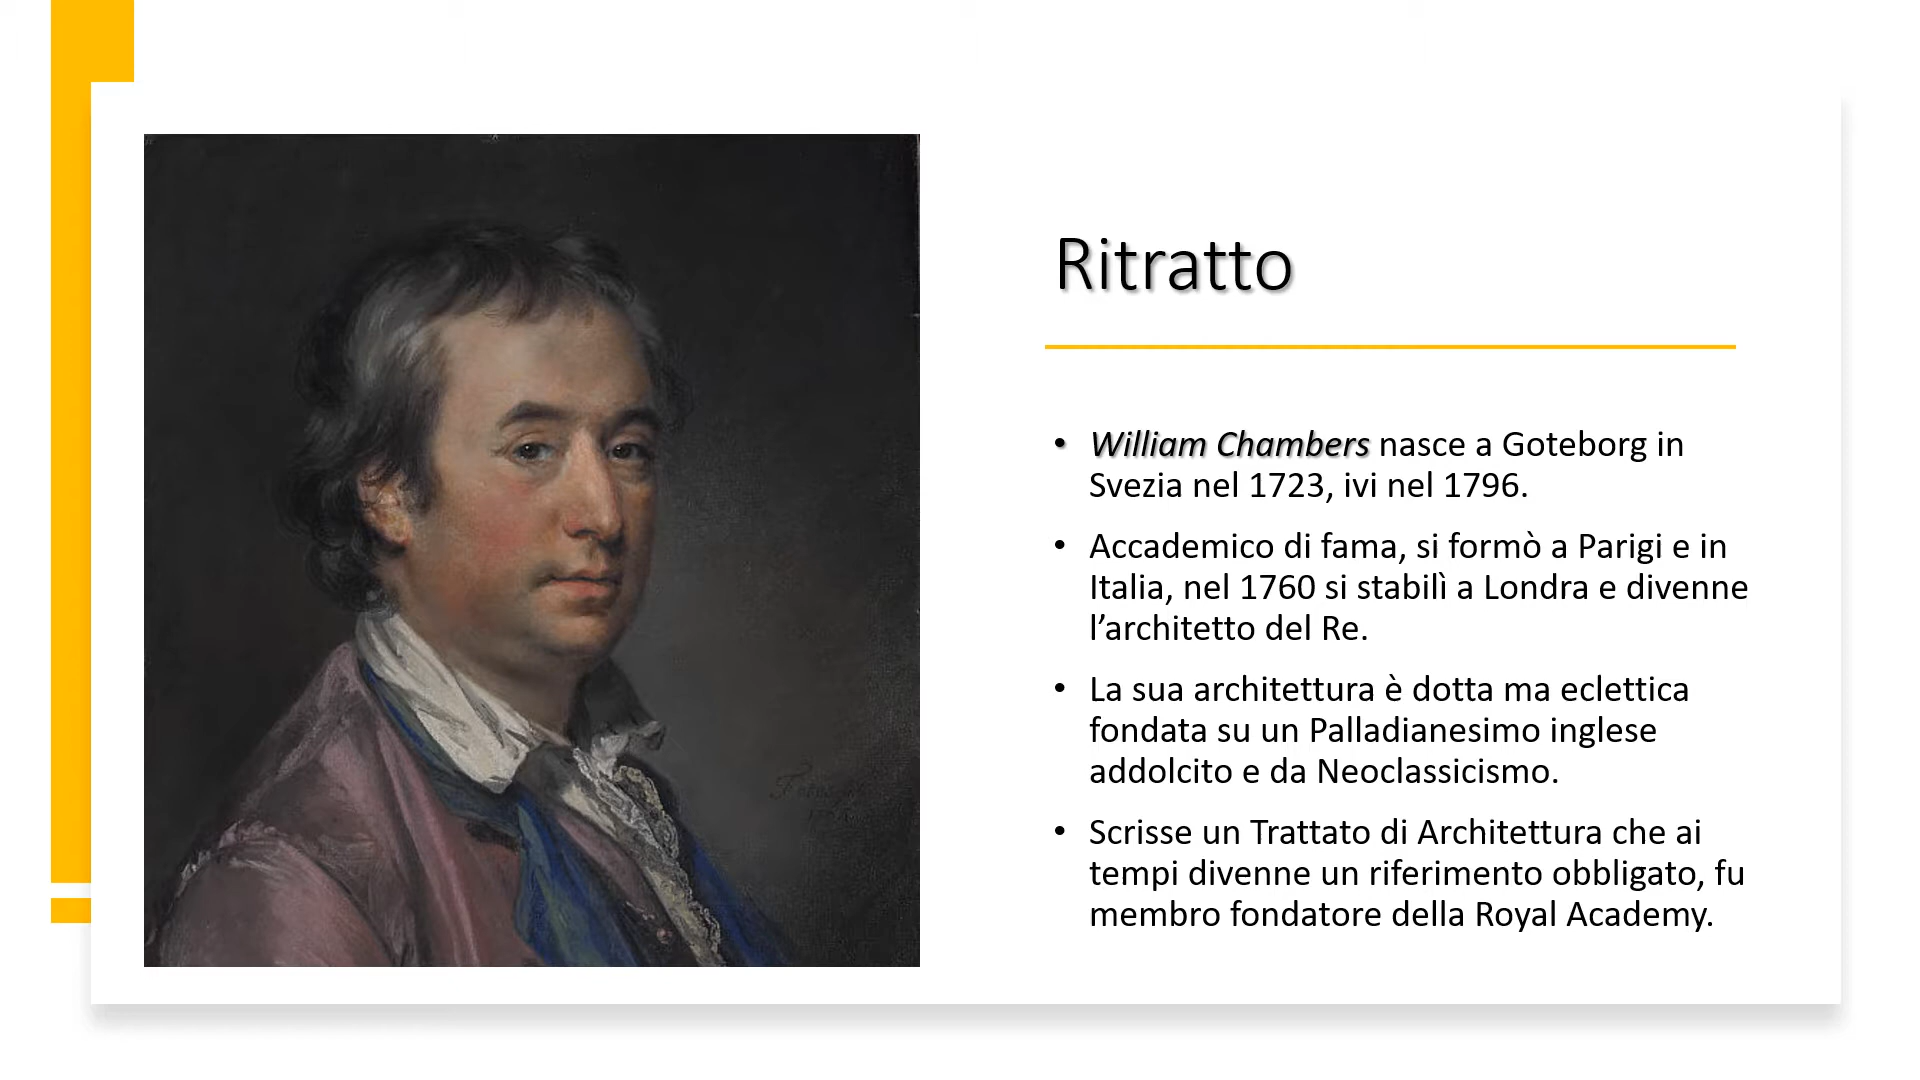 Ritratto
• William Chambers nasce a Goteborg in
Svezia nel 1723, ivi nel 1796.
• Accademico di fama, si formò a Parigi e in
Italia, nel 1760 si stabilì a Londra e divenne
l’architetto del Re.
• La sua architettura è dotta ma eclettica
fondata su un Palladianesimo inglese
addolcito e da Neoclassicismo.
• Scrisse un Trattato di Architettura che ai
tempi divenne un riferimento obbligato, fu
membro fondatore della Royal Academy.